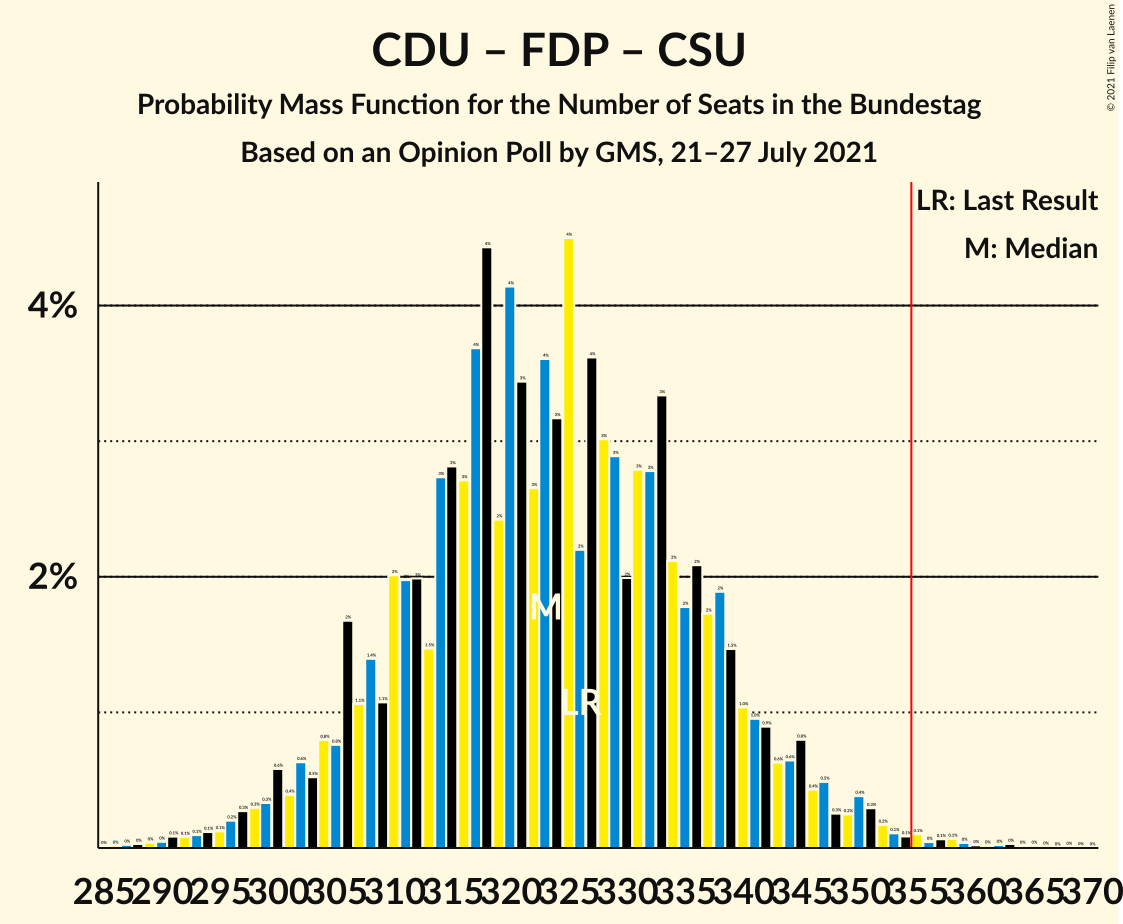 CDU – FDP – CSU
Probability Mass Function for the Number of Seats in the Bundestag
Based on an Opinion Poll by GMS, 21–27 July 2021
© 2021 Filip van Laenen
LR: Last Result
M: Median
4%
2%
M
LR
285 290 295 300 305 310 315 320 325 330 335 340 345 350 355 360 365 370